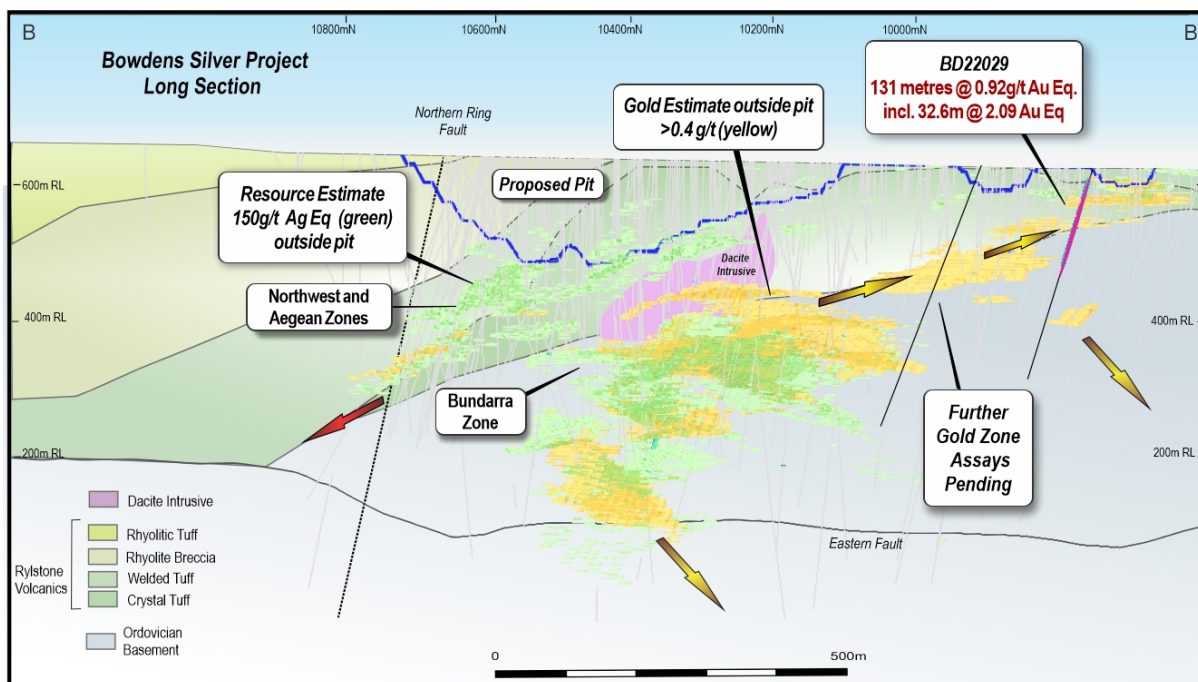 B
10800mN
10600mN
10400mN
10200mN
10000mN
B
Bowdens Silver Project
Long Section
Northern Ring
Fault
Gold Estimate outside pit
>0.4 g/t (yellow)
BD22029
131 metres @ 0.92g/t Au Eq.
incl. 32.6m @ 2.09 Au Eq
600m RL
Resource Estimate
150g/t Ag Eq (green)
outside pit
Proposed Pit
Dacite
Intrusive
Northwest and
Aegean Zones
400m RL
400m RL
Bundarra
Zone
Further
Gold Zone
Assays
Pending
200m RL
200m RL
Dacite Intrusive
Rylstone
Volcanics
Rhyolitic Tuff
Rhyolite Breccia
Welded Tuff
Crystal Tuff
Ordovician
Basement
Eastern Fault
0
500m